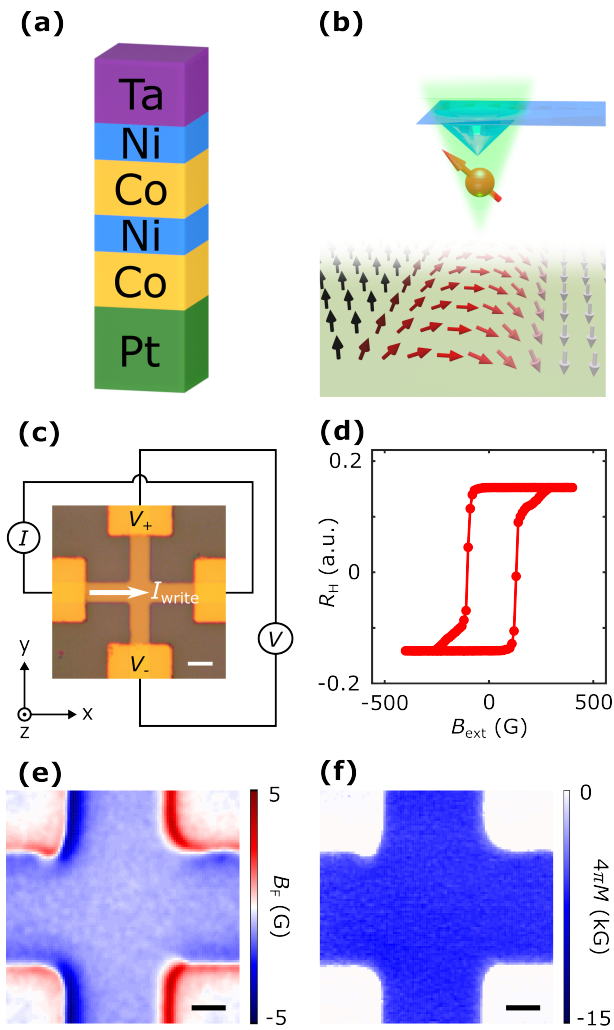 (a)
Ta
Ni
Co
Ni
Co
Pt
(b)
(c)
I
V+
Iwrite
V-
V
y
z
x
(d)
0.2
0
-0.2
RH (a.u.)
-500
0
500
Bext (G)
(e)
5
BF (G)
-5
(f)
0
4πM (kG)
-15